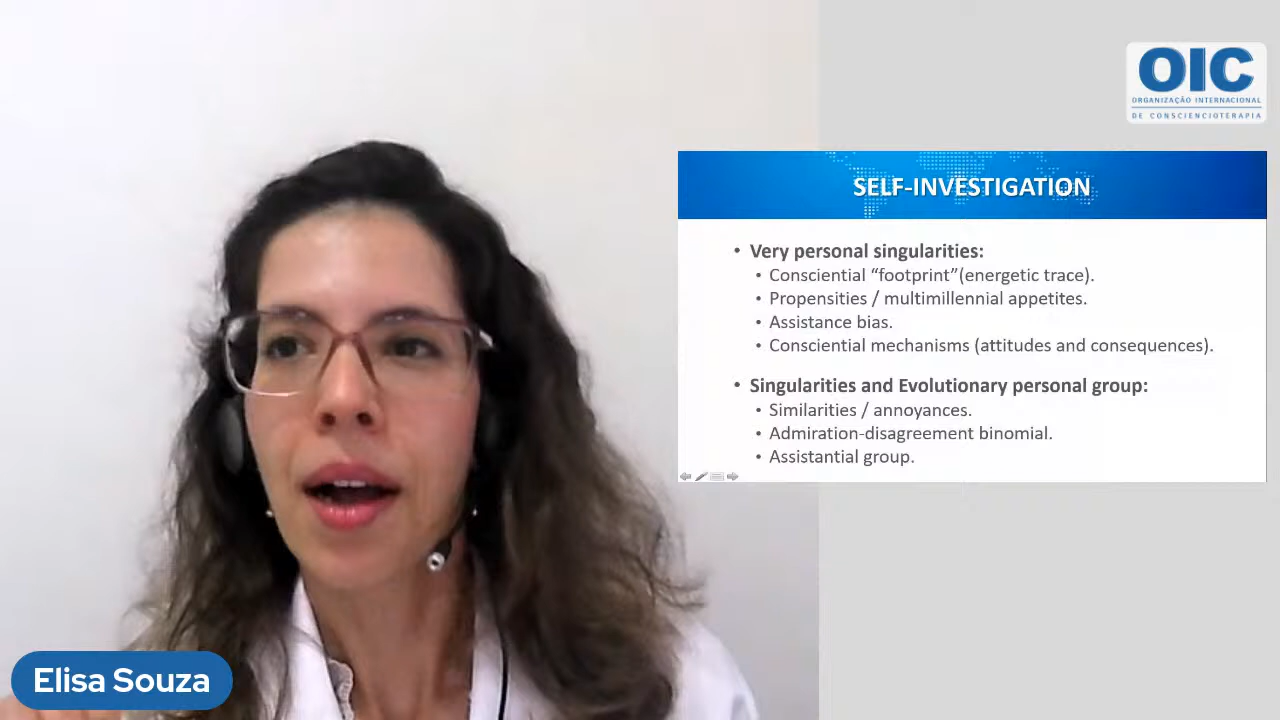 OIC
ORGANIZAÇÃO INTERNACIONAL
DE CONSCIENCIOTERAPIA
SELF-INVESTIGATION
• Very personal singularities:
• Consciential “footprint”(energetic trace).
• Propensities / multimillennial appetites.
• Assistance bias.
• Consciential mechanisms (attitudes and consequences).
• Singularities and Evolutionary personal group:
• Similarities / annoyances.
• Admiration-disagreement binomial.
• Assistantial group.
Elisa Souza